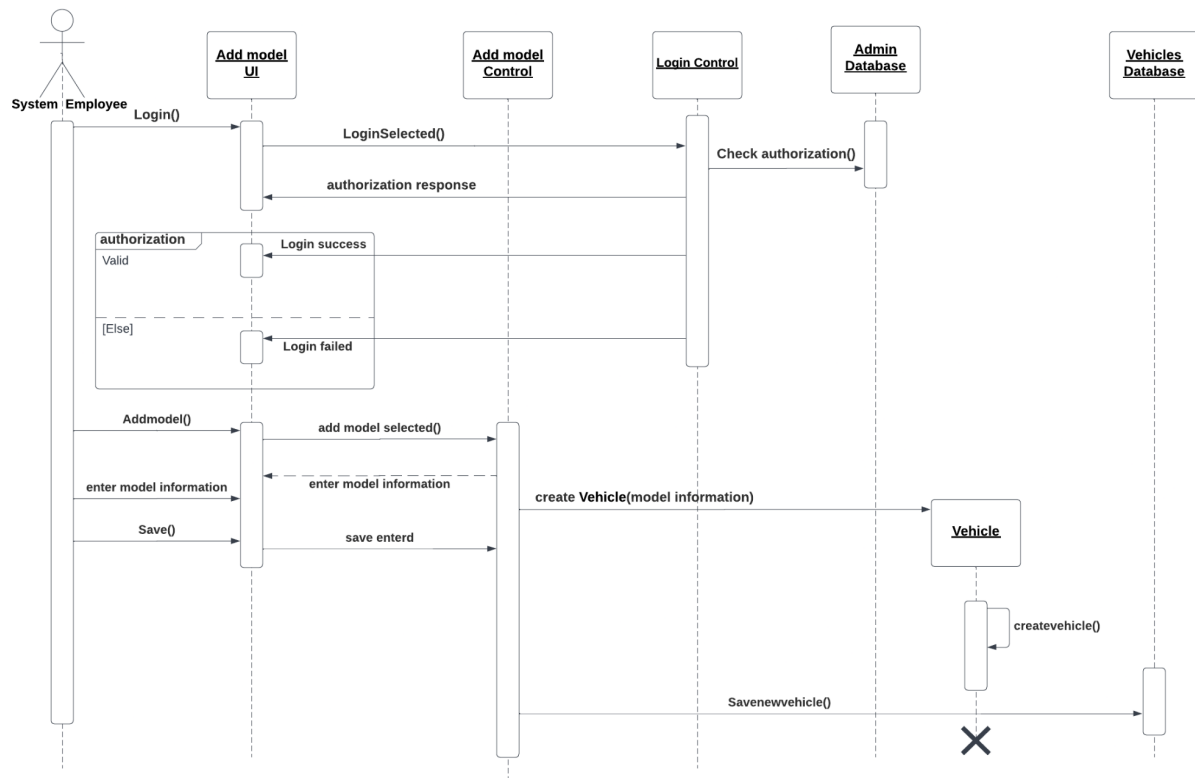 Add model
UI
Add model
Control
Login Control
Admin
Database
Vehicles
Database
System Employee
Login()
LoginSelected()
Check authorization()
authorization response
authorization
Login success
Valid
[Else]
Login failed
Addmodel()
add model selected()
enter model information
enter model information
create Vehicle(model information)
Save()
save enterd
Vehicle
createvehicle()
Savenewvehicle()